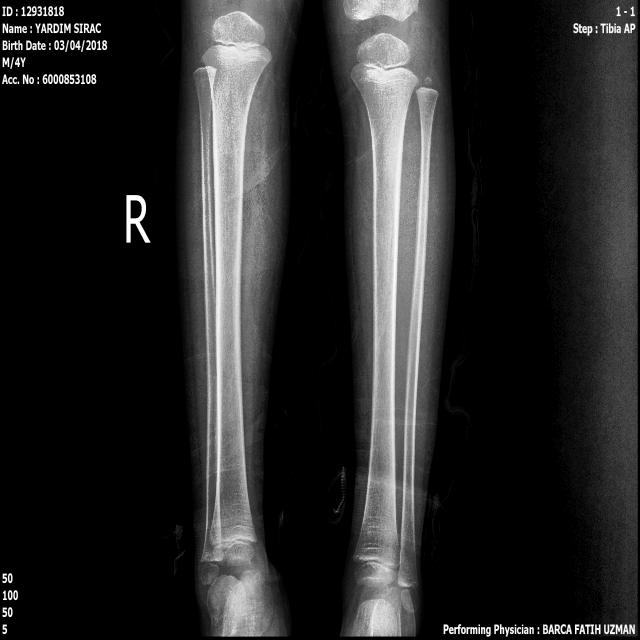 ID : 12931818
Name : YARDIM SIRAC
Birth Date : 03/04/2018
M/4Y
Acc. No : 6000853108
1 - 1
Step : Tibia AP
R
50
100
50
5
Performing Physician : BARCA FATIH UZMAN